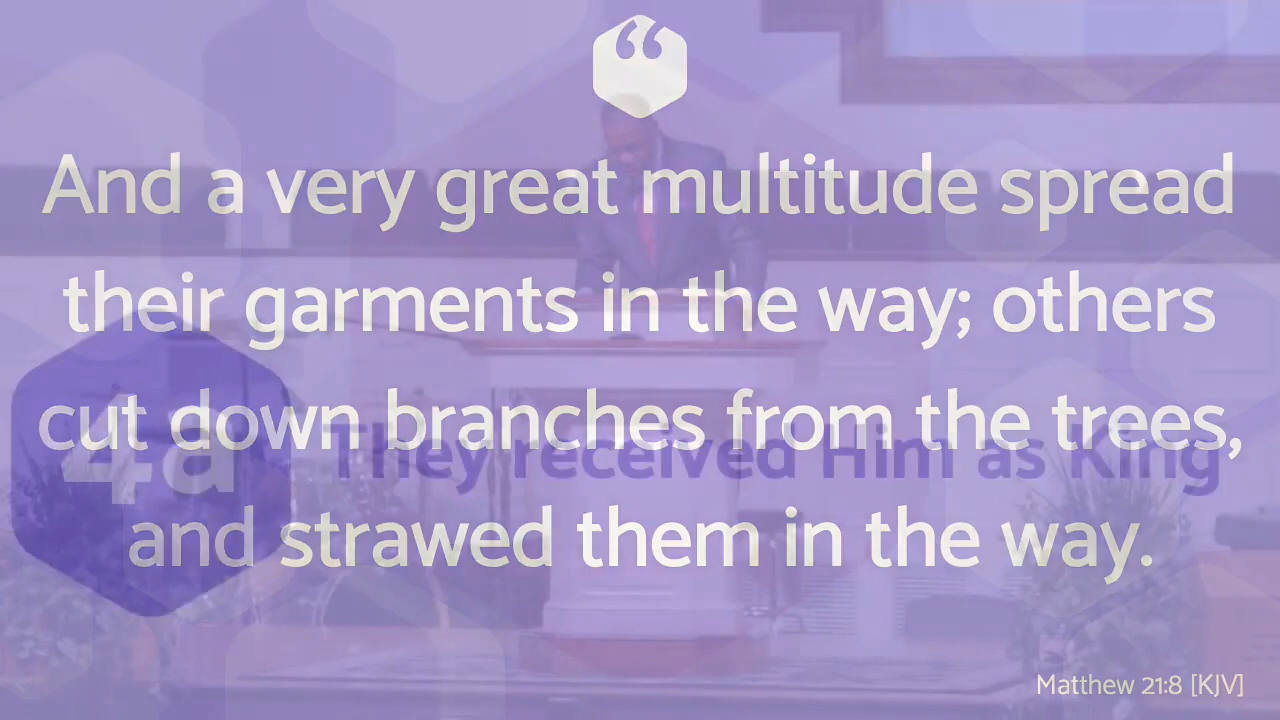 “
And a very great multitude spread
their garments in the way; others
cut down branches from the trees,
4a They received Him as King
and strawed them in the way.
Matthew 21:8 [KJV]